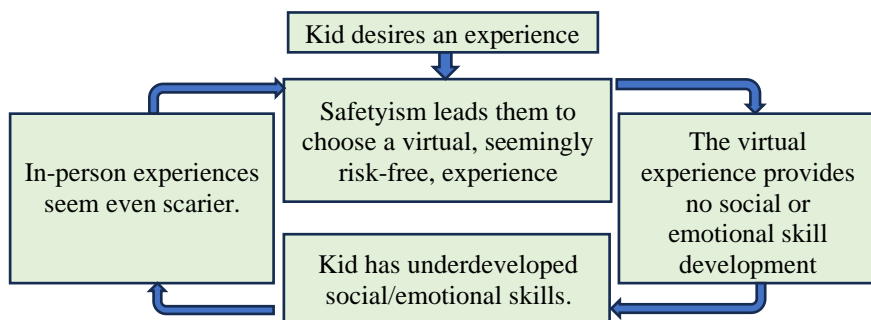 Kid desires an experience
Safetyism leads them to
choose a virtual, seemingly
risk-free, experience
The virtual
experience provides
no social or
emotional skill
development
Kid has underdeveloped
social/emotional skills.
In-person experiences
seem even scarier.